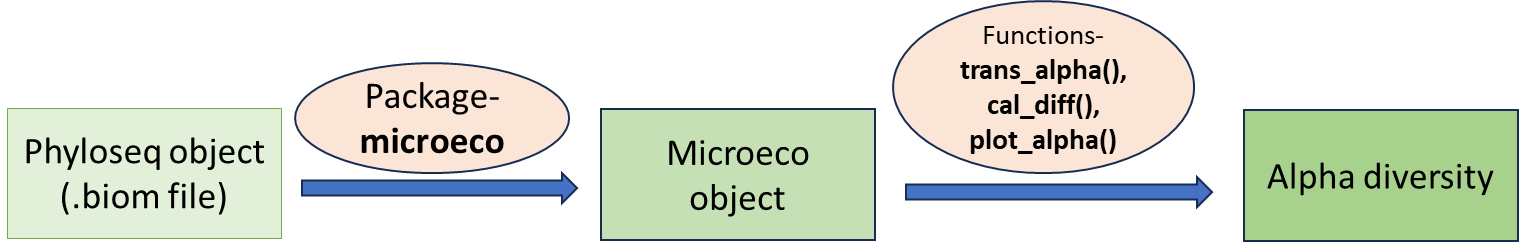 Phyloseq object
(.biom file)
Package-
microeco
Microeco
object
Functions-
trans_alpha(),
cal_diff(),
plot_alpha()
Alpha diversity